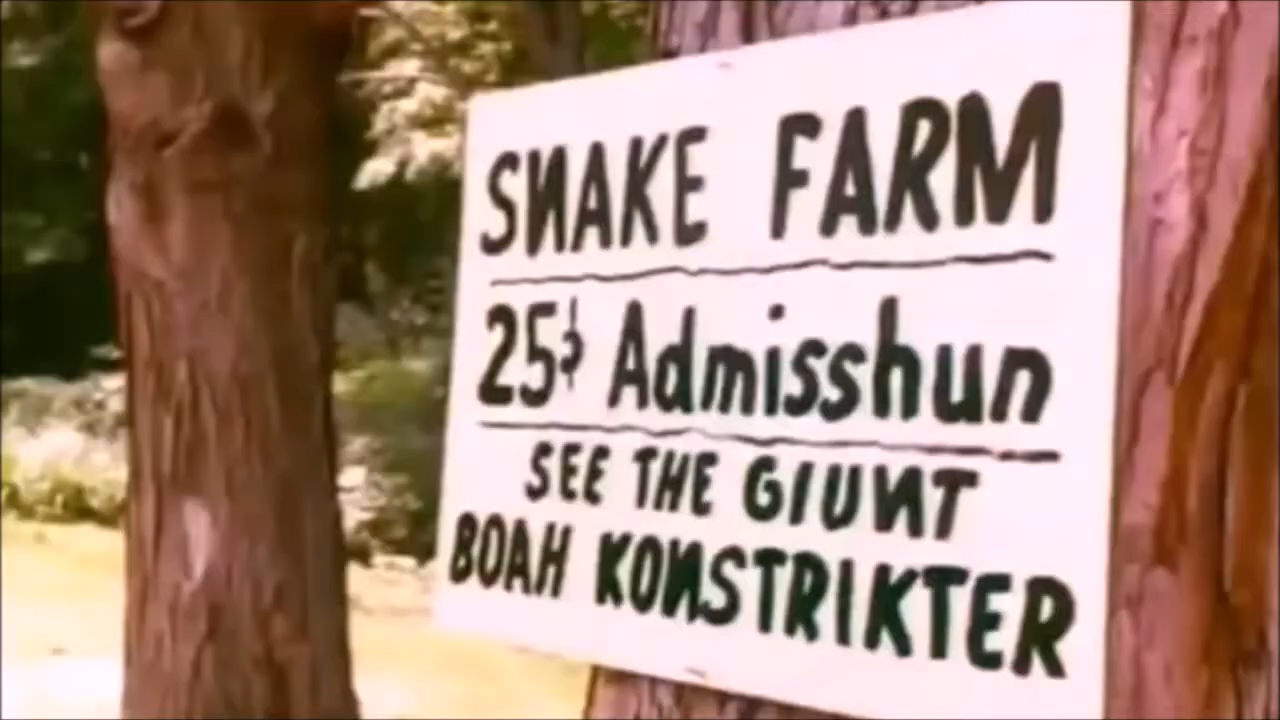 SNAKE FARM
25¢ Admisshun
SEE THE GIUNT
BOAH KONSTRIKTER